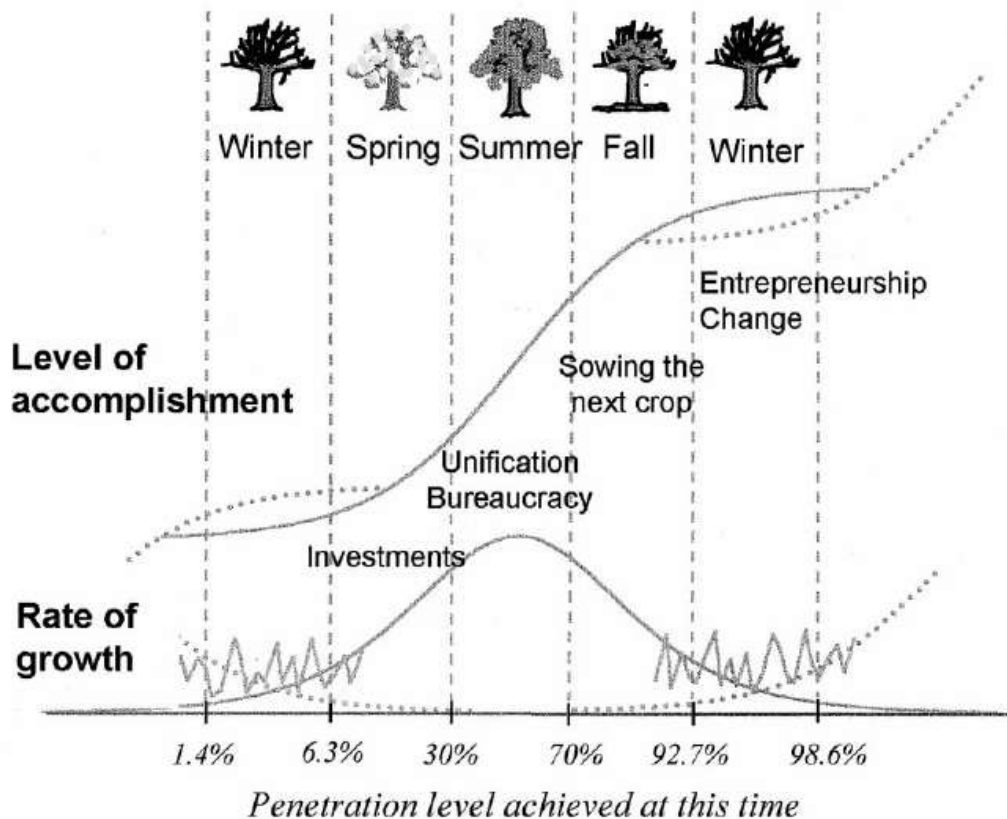 Winter Spring Summer Fall Winter
Entrepreneurship
Change
Level of
accomplishment
Sowing the
next crop
Unification
Bureaucracy
Investments
Rate of
growth
1.4% 6.3% 30% 70% 92.7% 98.6%
Penetration level achieved at this time